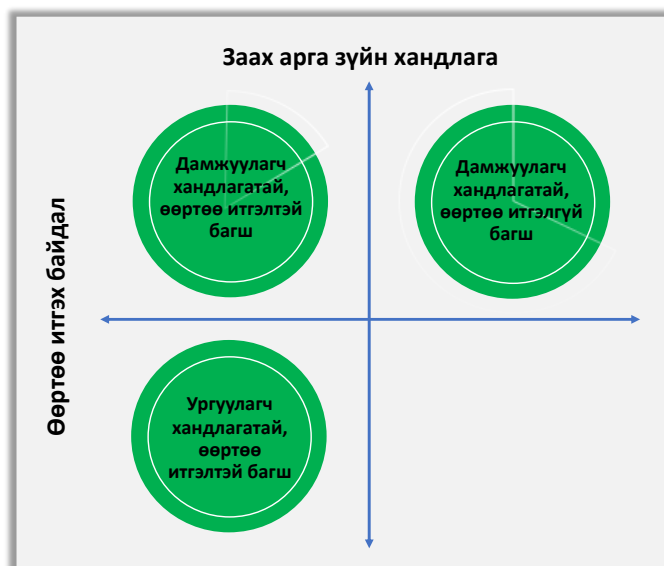 Заах арга зүйн хандлага
Өөртөө итгэх байдал
Дамжуулагч
хандлагатай,
өөртөө итгэлтэй
багш
Дамжуулагч
хандлагатай,
өөртөө итгэлгүй
багш
Ургуулагч
хандлагатай,
өөртөө
итгэлтэй багш